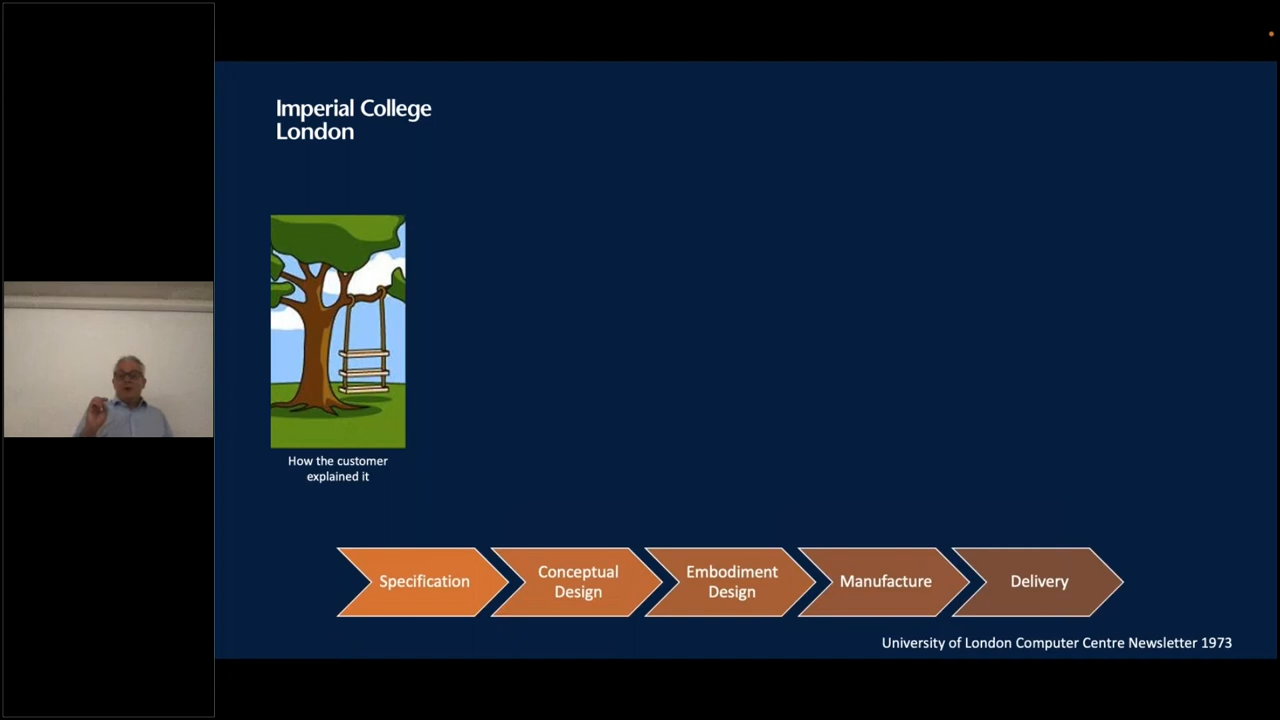 Imperial College
London
How the customer
explained it
Specification
Conceptual
Design
Embodiment
Design
Manufacture
Delivery
University of London Computer Centre Newsletter 1973